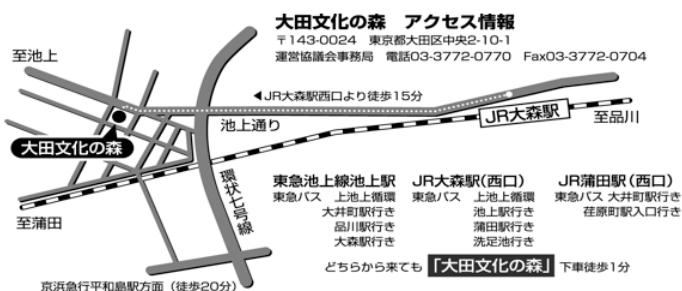 大田文化の森 アクセス情報
〒143-0024 東京都大田区中央2-10-1
運営協議会事務局 電話03-3772-0770 Fax03-3772-0704
至池上
◀JR大森駅西口より徒歩15分
池上通り
JR大森駅
至品川
大田文化の森
環状七号線
至蒲田
東急池上線池上駅
東急バス 上池上循環
大井町駅行き
品川駅行き
大森駅行き
JR大森駅(西口)
東急バス 上池上循環
池上駅行き
蒲田駅行き
洗足池行き
JR蒲田駅(西口)
東急バス 大井町駅行き
荏原町駅入口行き
どちらから来ても「大田文化の森」下車徒歩1分
京浜急行平和島駅方面(徒歩20分)